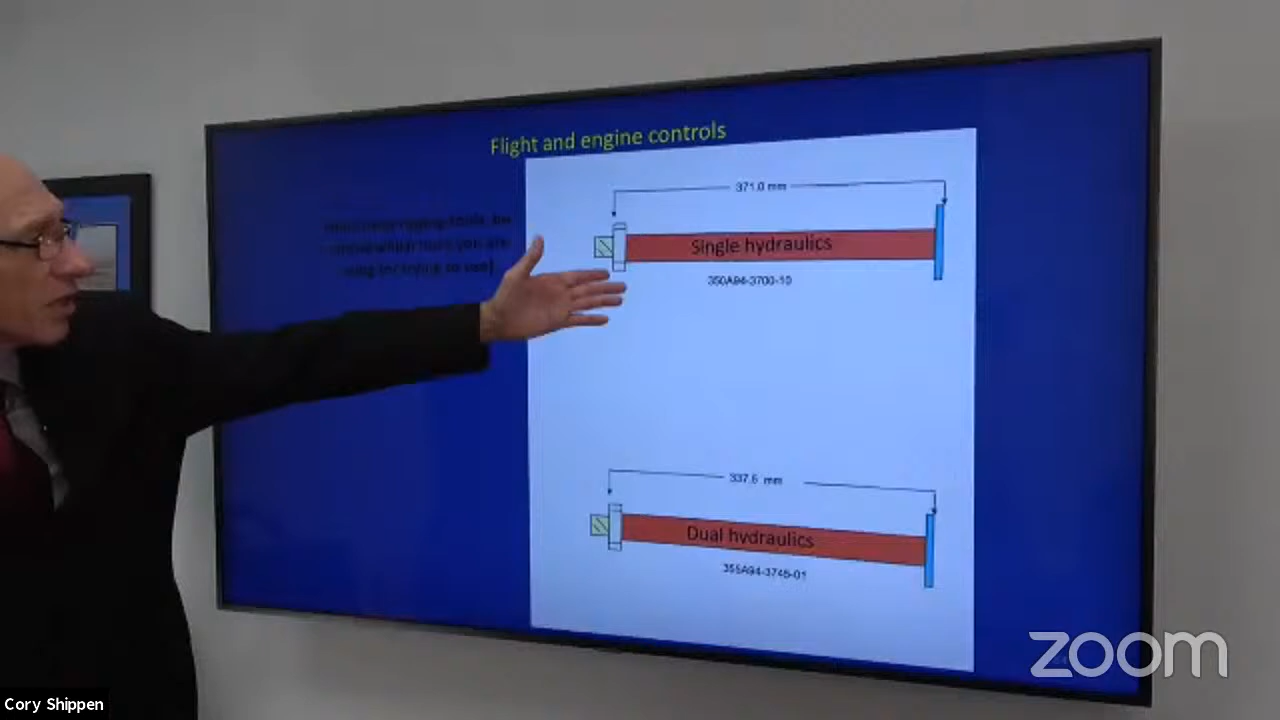 Flight and engine controls
371.0 mm
Single hydraulics
350A94-3700-10
337.6 mm
Dual hydraulics
355A94-3745-01
zoom
Cory Shippen